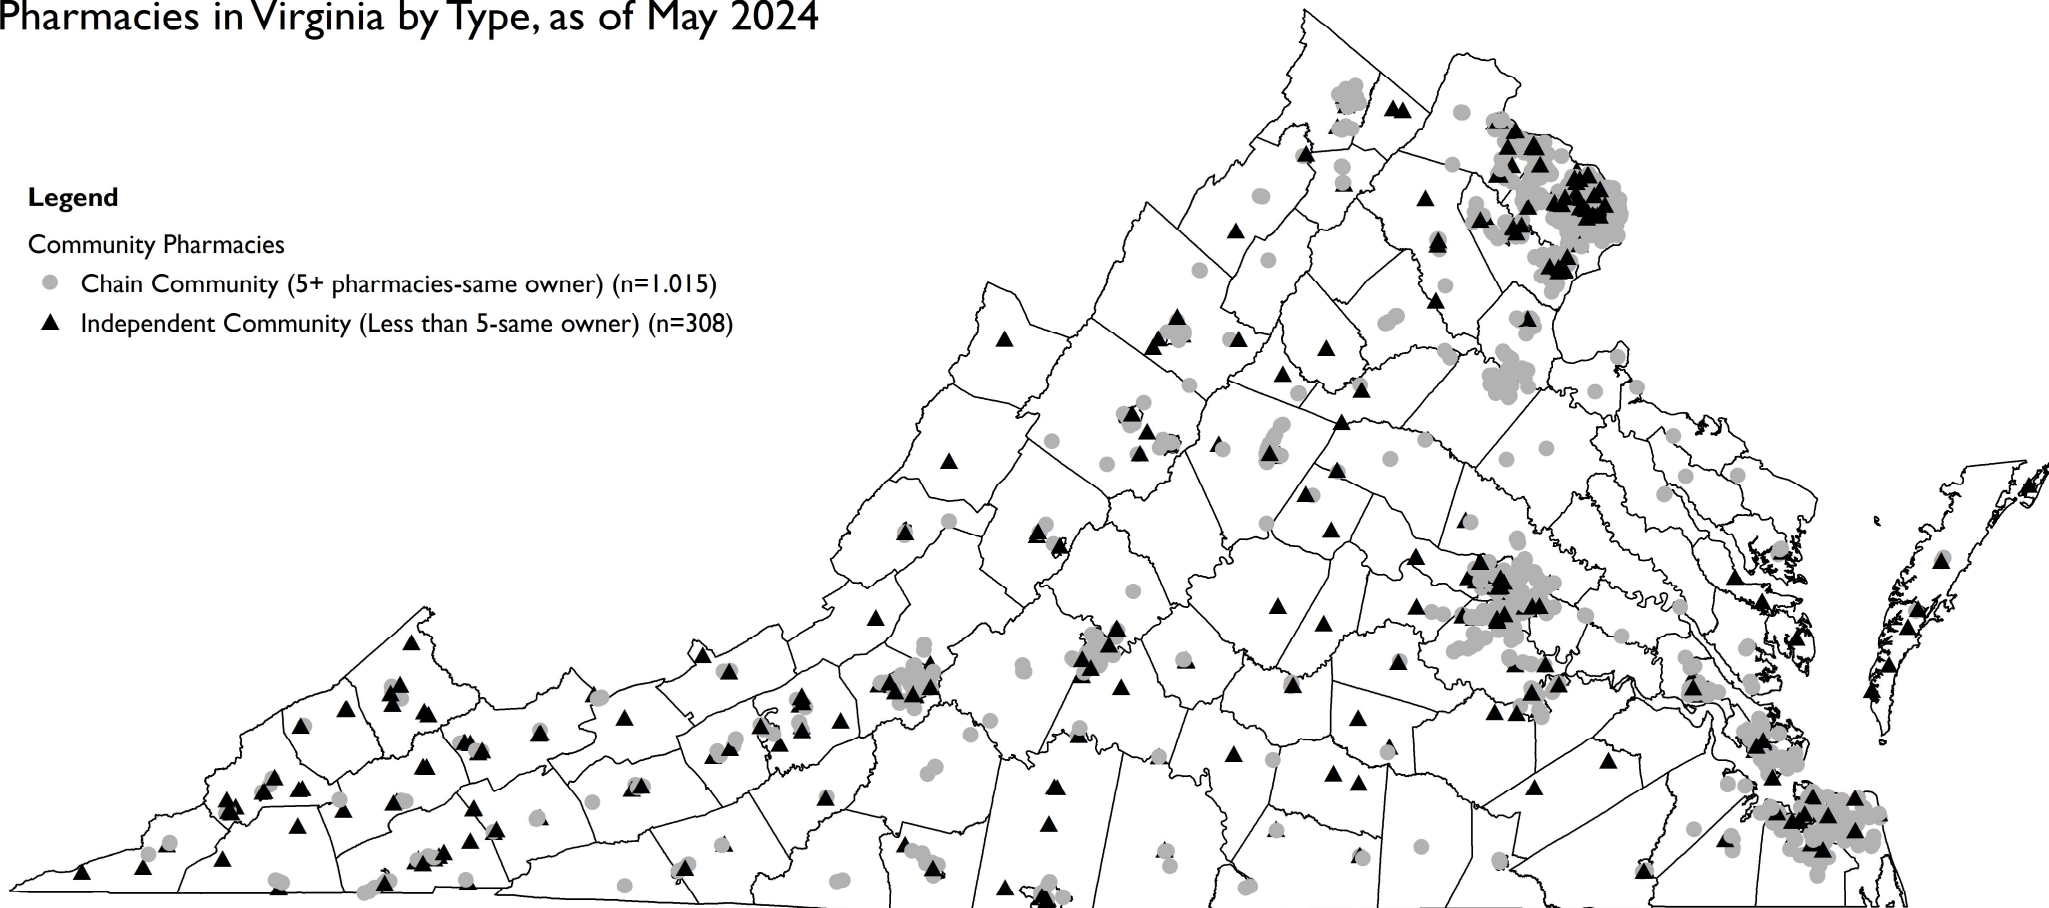 Pharmacies in Virginia by Type, as of May 2024
Legend
Community Pharmacies
Chain Community (5+ pharmacies-same owner) (n=1.015)
Independent Community (Less than 5-same owner) (n=308)